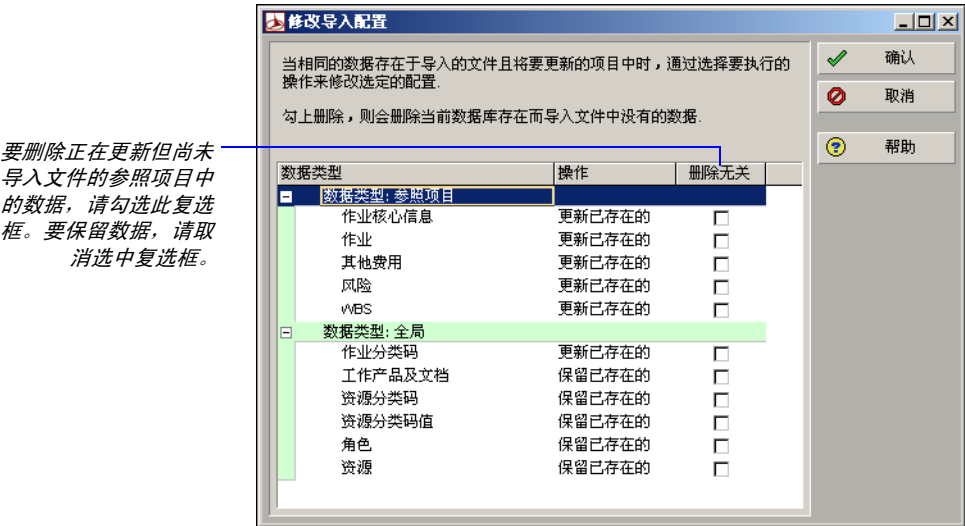 修改导入配置
当相同的数据存在于导入的文件且将要更新的项目中时，通过选择要执行的
操作来修改选定的配置.
勾上删除，则会删除当前数据库存在而导入文件中没有的数据.
确认
取消
帮助
要删除正在更新但尚未
导入文件的参照项目中
的数据，请勾选此复选
框。要保留数据，请取
消选中复选框。
数据类型 操作 删除无关
数据类型: 参照项目
作业核心信息 更新已存在的
作业 更新已存在的
其他费用 更新已存在的
风险 更新已存在的
WBS 更新已存在的
数据类型: 全局
作业分类码 更新已存在的
工作产品及文档 保留已存在的
资源分类码 保留已存在的
资源分类码值 保留已存在的
角色 保留已存在的
资源 保留已存在的